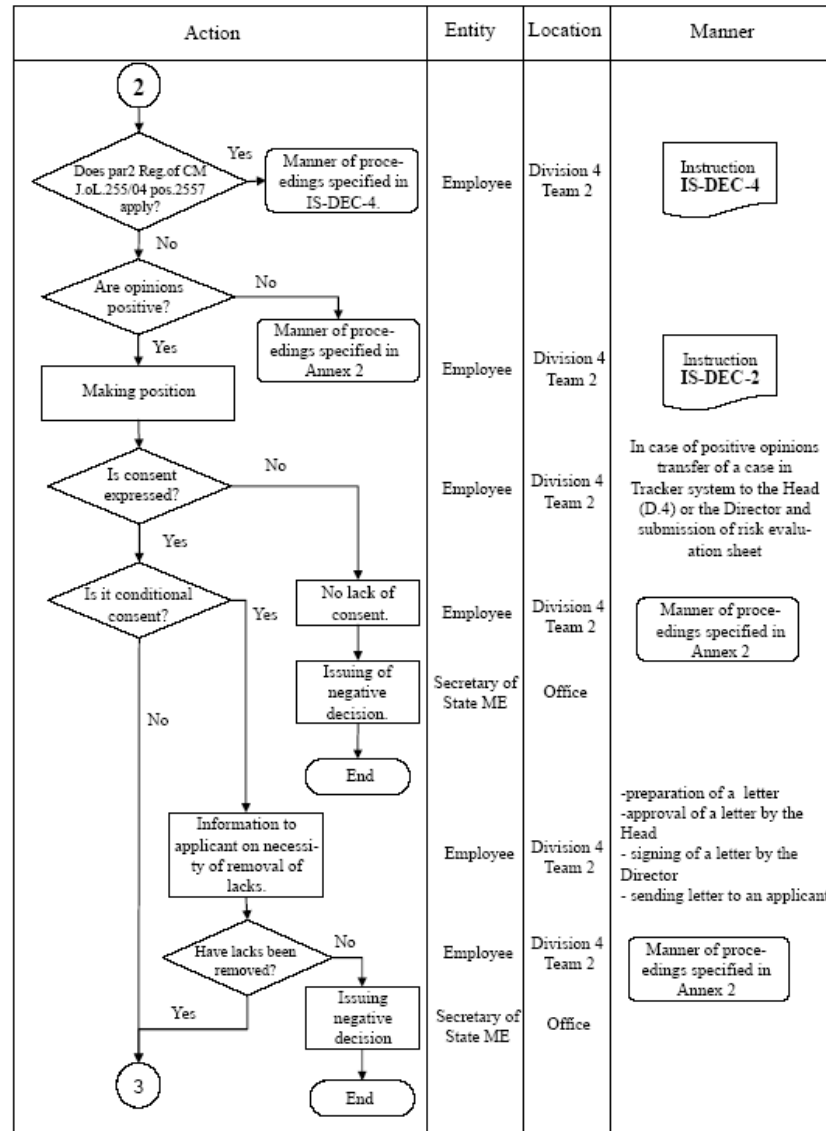 Action
Entity
Location
Manner
2
Does par2 Reg.of CM
J.oL.255/04 pos.2557
apply?
Yes
Manner of proce-
edings specified in
IS-DEC-4.
Employee
Division 4
Team 2
Instruction
IS-DEC-4
No
Are opinions
positive?
No
Manner of proce-
edings specified in
Annex 2
Yes
Making position
Employee
Division 4
Team 2
Instruction
IS-DEC-2
Is consent
expressed?
No
Employee
Division 4
Team 2
In case of positive opinions
transfer of a case in
Tracker system to the Head
(D.4) or the Director and
submission of risk evalu-
ation sheet
Yes
Is it conditional
consent?
Yes
No lack of
consent.
Employee
Division 4
Team 2
Manner of proce-
edings specified in
Annex 2
No
Issuing of
negative
decision.
Secretary of
State ME
Office
End
Information to
applicant on necessi-
ty of removal of
lacks.
Employee
Division 4
Team 2
-preparation of a letter
-approval of a letter by the
Head
- signing of a letter by the
Director
- sending letter to an applicant
Have lacks been
removed?
No
Employee
Division 4
Team 2
Manner of proce-
edings specified in
Annex 2
Yes
Issuing
negative
decision
Secretary of
State ME
Office
3
End